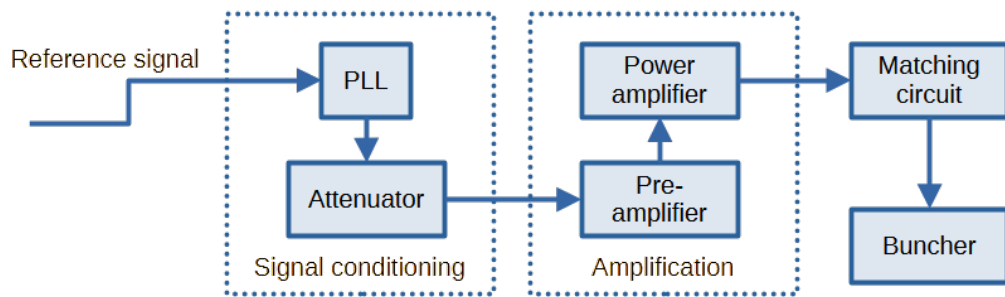 Reference signal
PLL
Attenuator
Signal conditioning
Power
amplifier
Pre-
amplifier
Amplification
Matching
circuit
Buncher